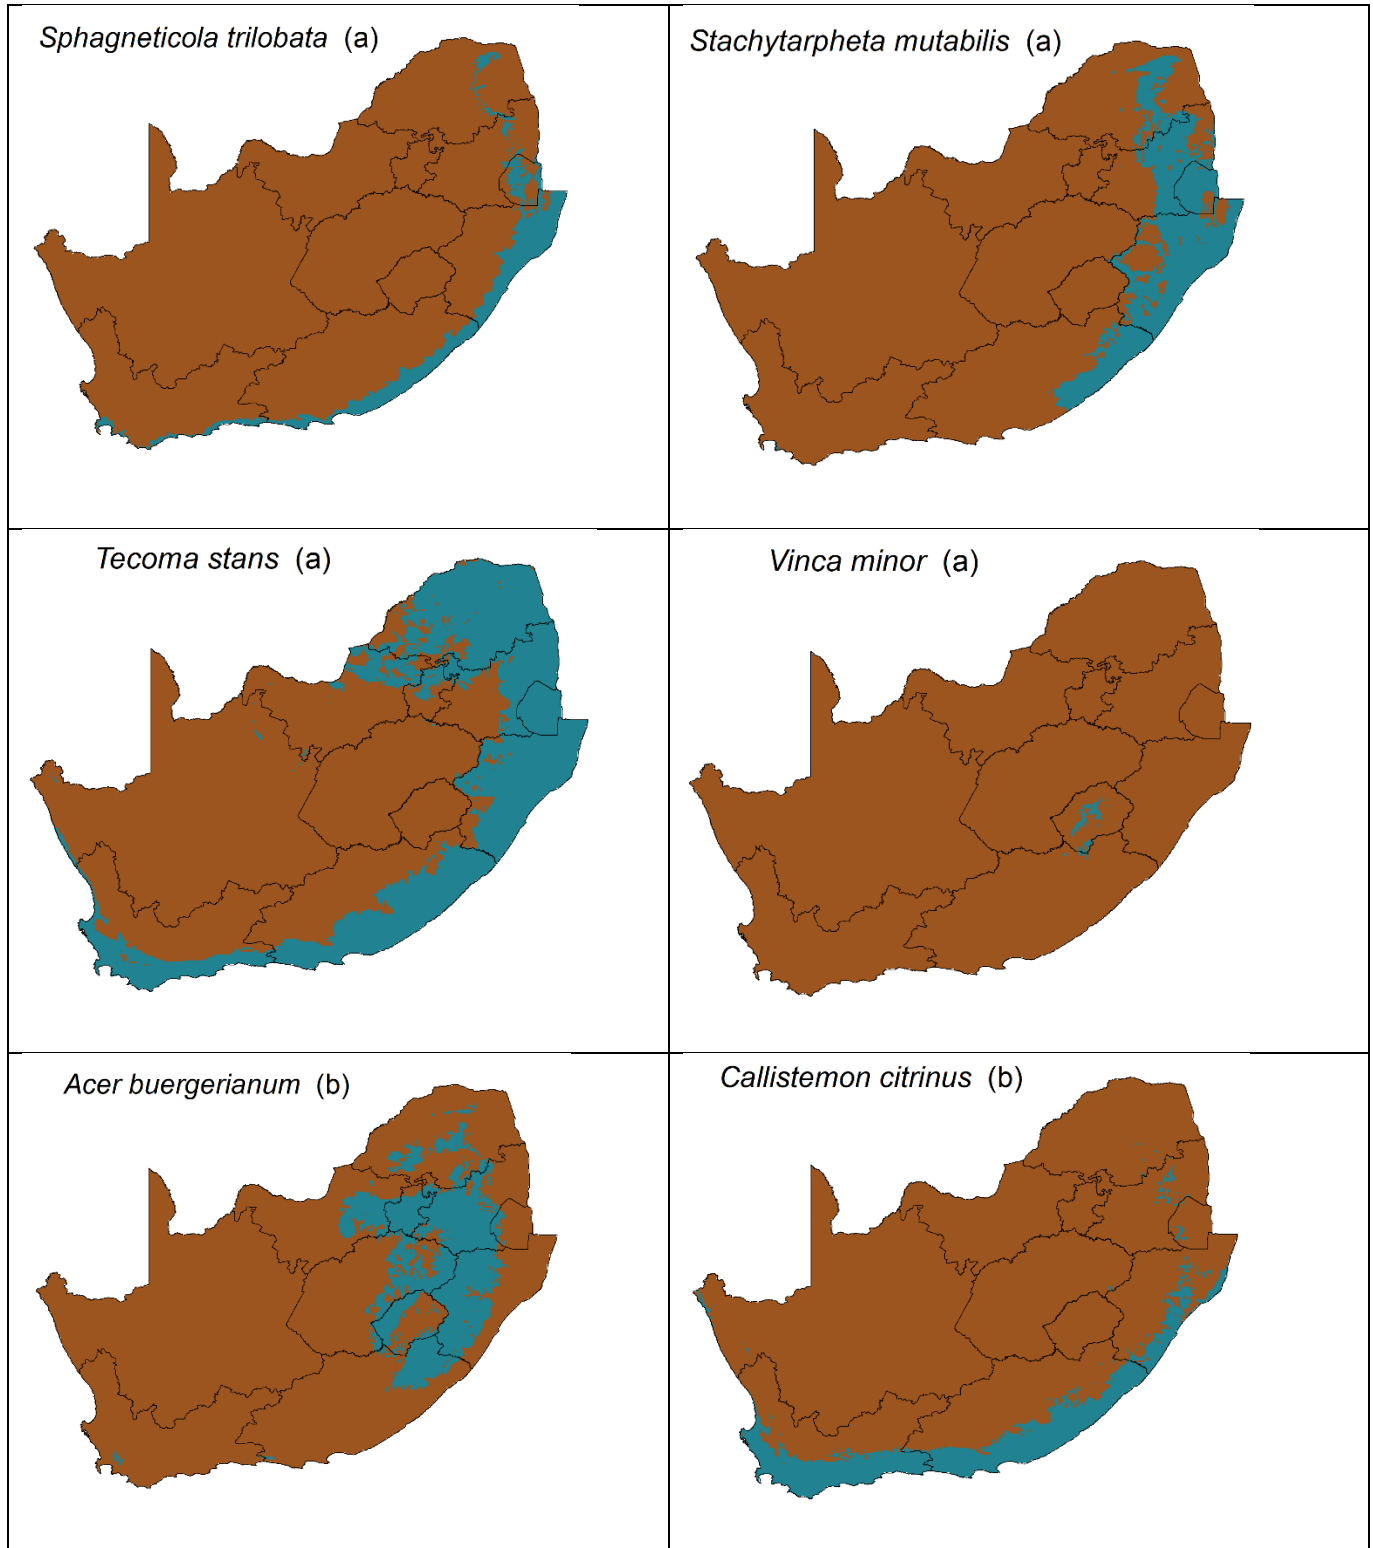 Sphagneticola trilobata (a)
Stachytarpheta mutabilis (a)
Tecoma stans (a)
Vinca minor (a)
Acer buergerianum (b)
Callistemon citrinus (b)